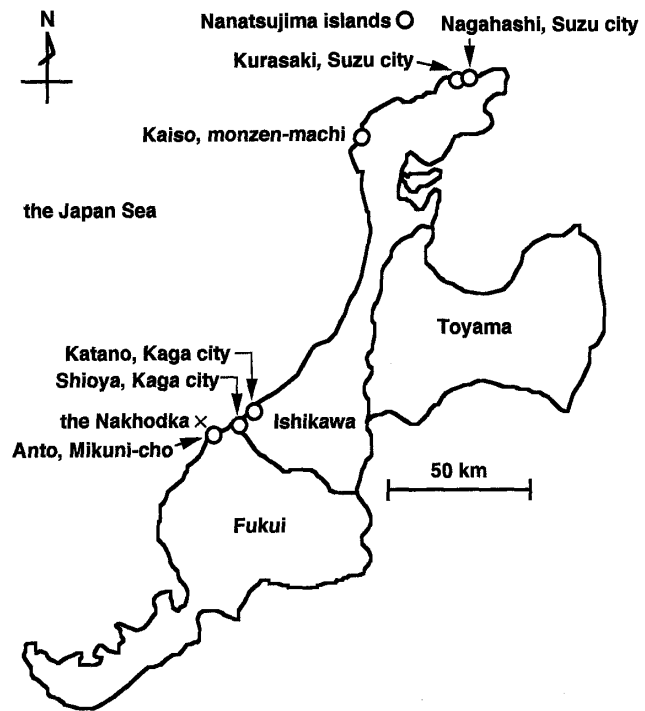 N
Nanatsujima islands
Nagahashi, Suzu city
Kurasaki, Suzu city
Kaiso, monzen-machi
the Japan Sea
Toyama
Katano, Kaga city
Shioya, Kaga city
the Nakhodka ×
Ishikawa
Anto, Mikuni-cho
50 km
Fukui